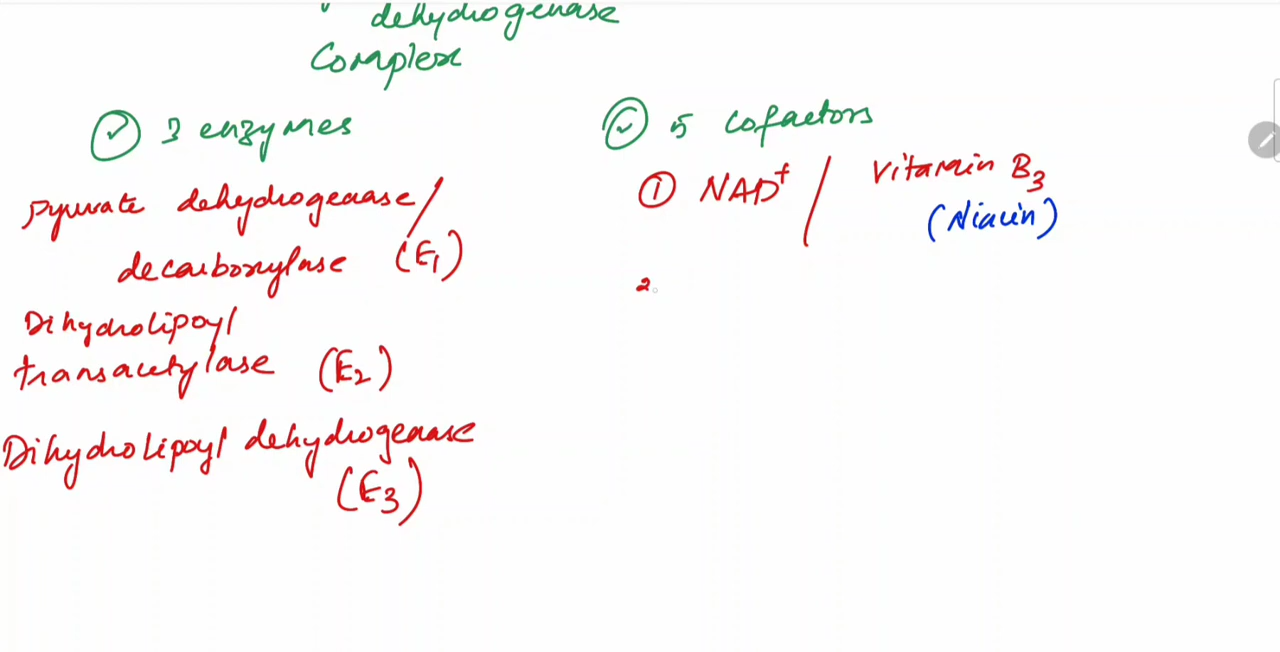 dehydrogenase
Complex
3 enzymes
Pyruvate dehydrogenase/
decarboxylase (E1)
Dihydrolipoyl
transacetylase (E2)
Dihydrolipoyl dehydrogenase
(E3)
5 cofactors
① NAD+ / Vitamin B3
(Niacin)
2